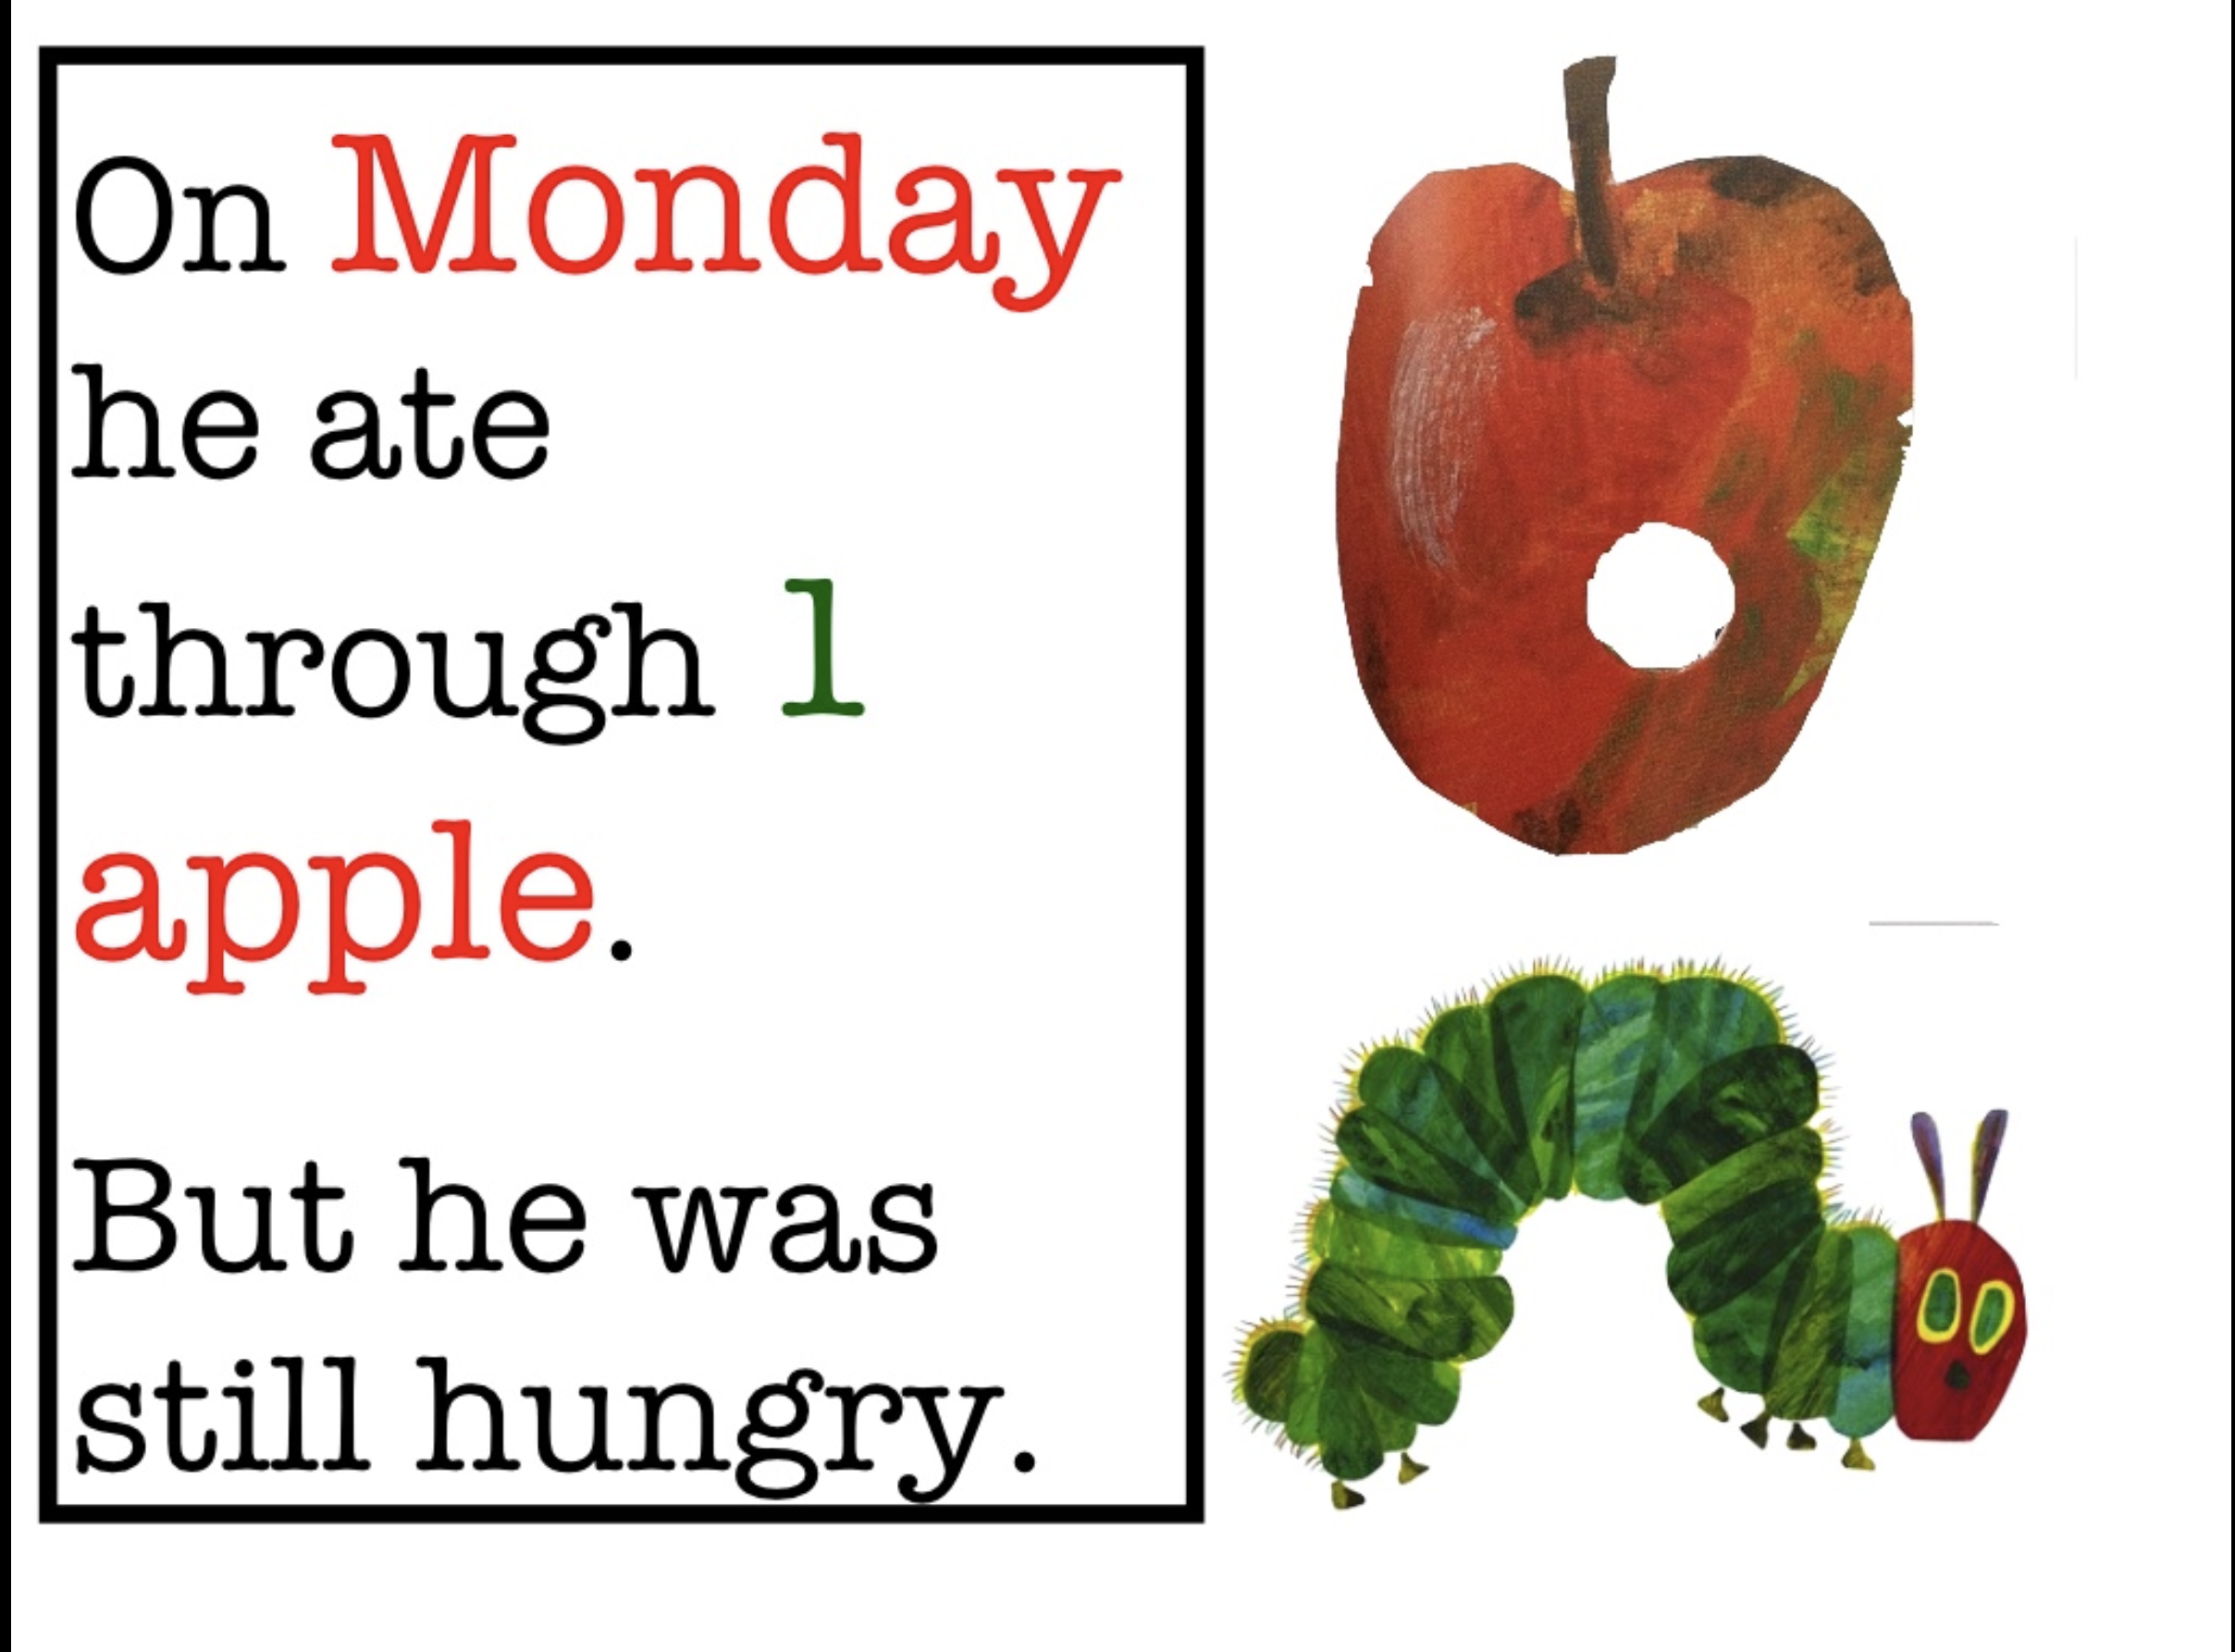 On Monday
he ate
through 1
apple.
But he was
still hungry.